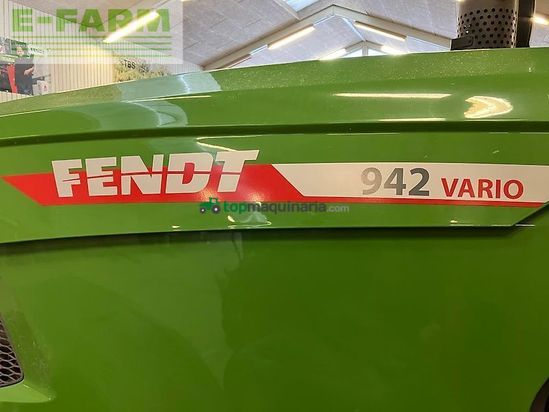 E-FARM
FENDT 942 VARIO
topmaquinaria.com